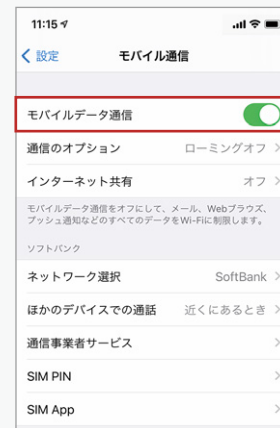 11:15
設定
モバイル通信
モバイルデータ通信
通信のオプション ローミングオフ
インターネット共有 オフ
モバイルデータ通信をオフにして、メール、Webブラウズ、
プッシュ通知などのすべてのデータをWi-Fiに制限します。
ソフトバンク
ネットワーク選択 SoftBank
ほかのデバイスでの通話 近くにあるとき
通信事業者サービス
SIM PIN
SIM App